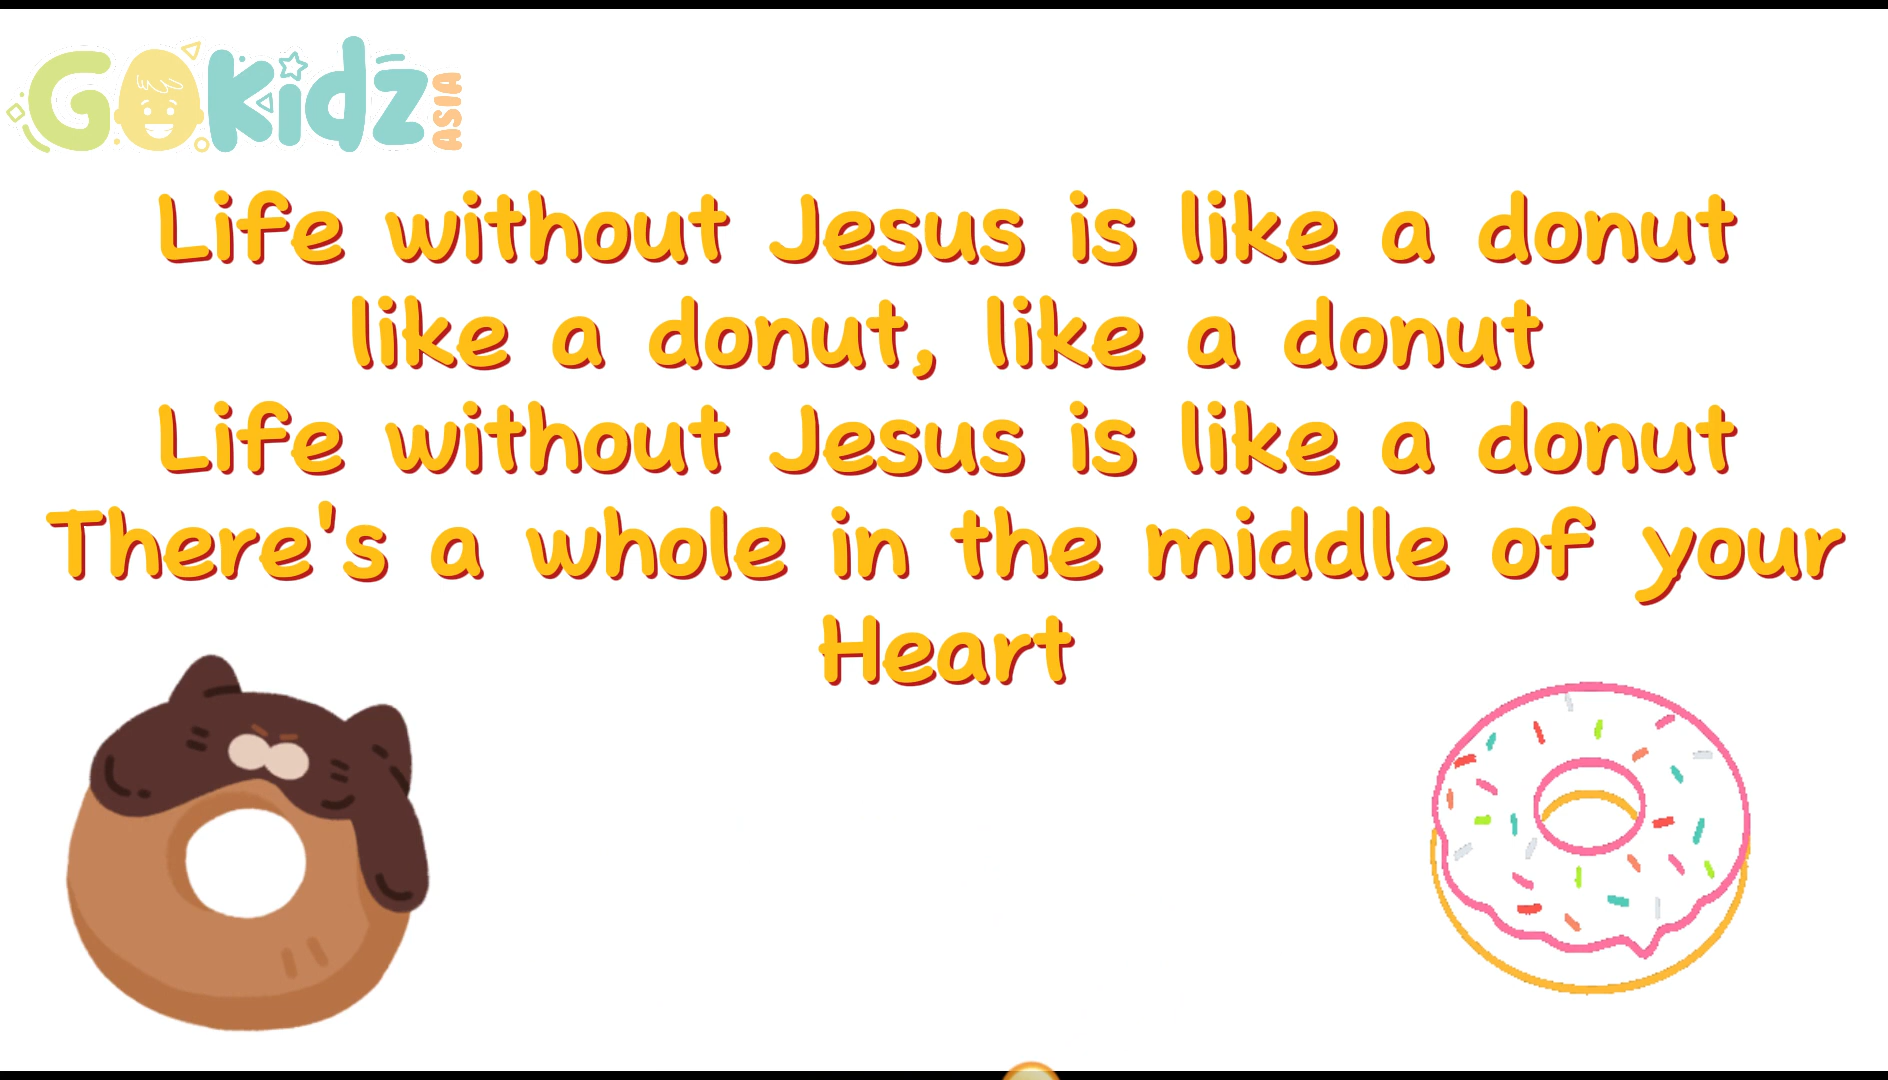 GOKidz ASIA
Life without Jesus is like a donut
like a donut, like a donut
Life without Jesus is like a donut
There's a whole in the middle of your
Heart